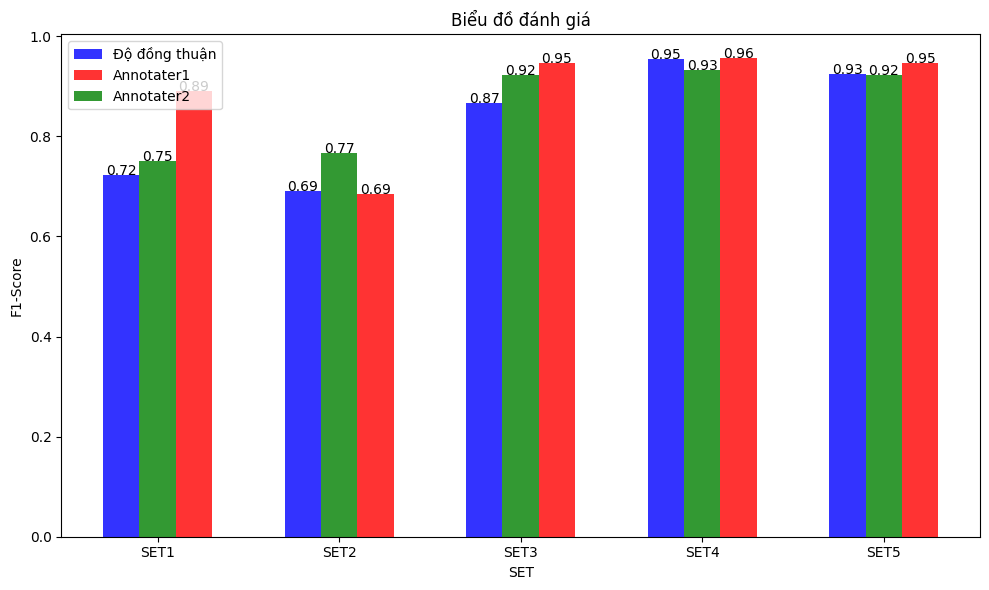 Biểu đồ đánh giá
Độ đồng thuận
Annotater1
Annotater2
F1-Score
1.0
0.8
0.6
0.4
0.2
0.0
0.72
0.75
0.89
0.69
0.77
0.69
0.87
0.92
0.95
0.95
0.93
0.96
0.93
0.92
0.95
SET1
SET2
SET3
SET4
SET5
SET